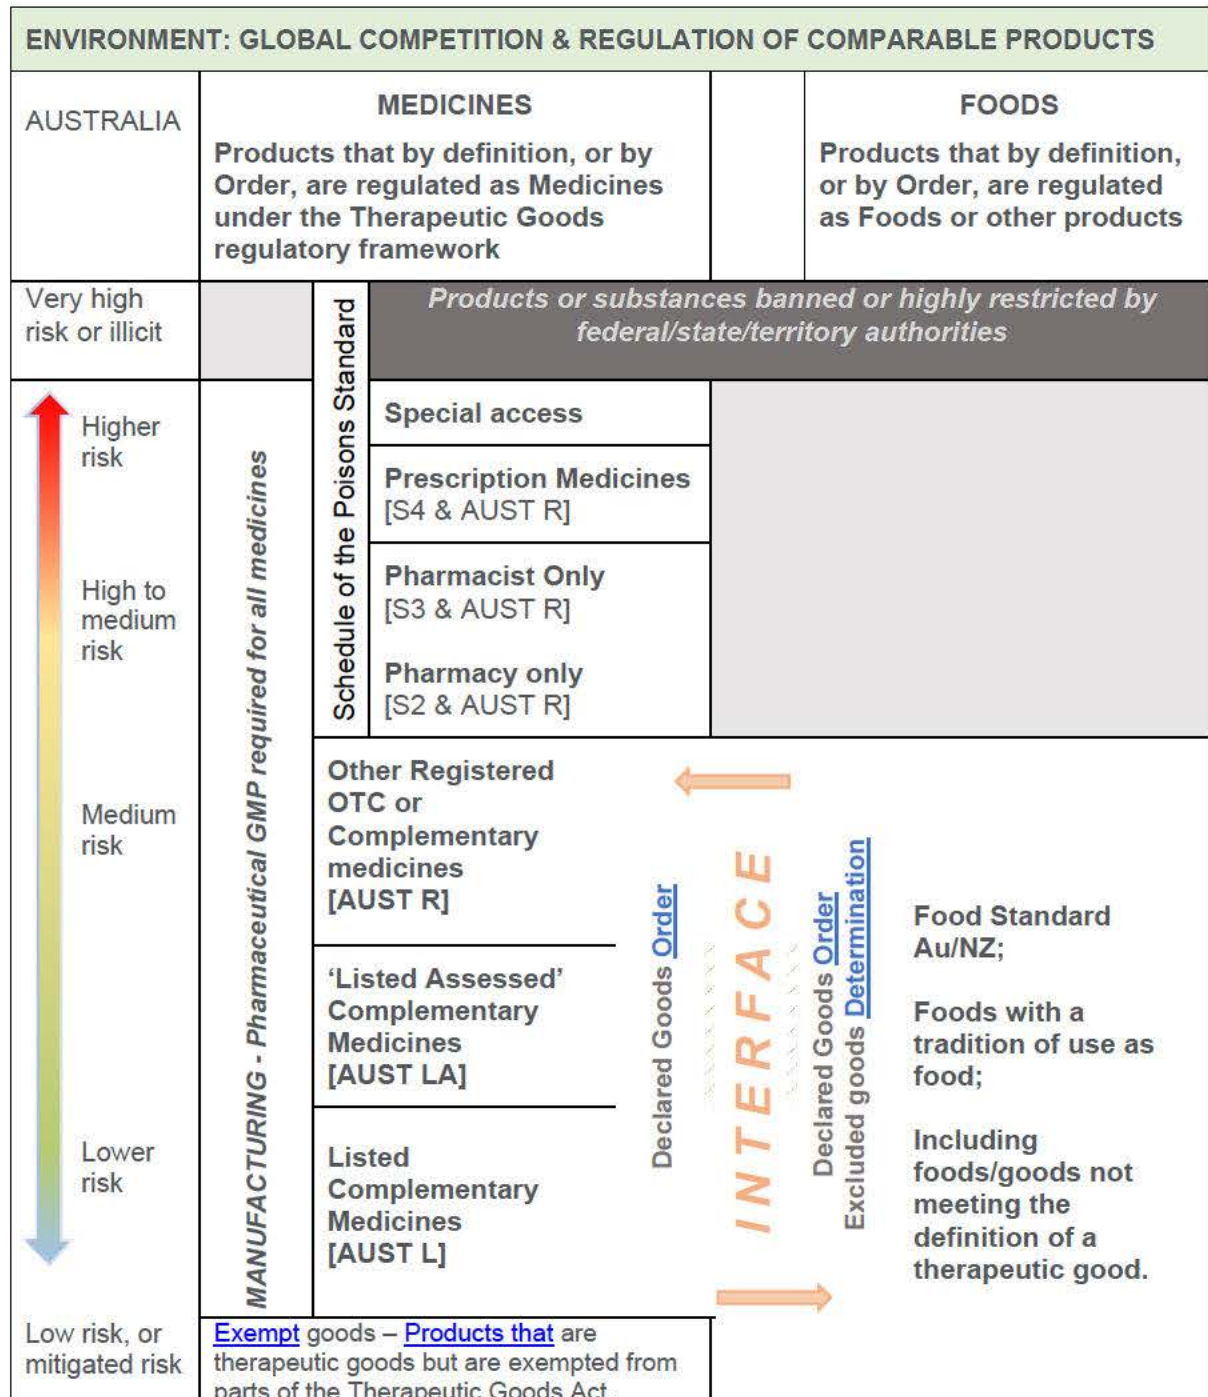 ENVIRONMENT: GLOBAL COMPETITION & REGULATION OF COMPARABLE PRODUCTS
AUSTRALIA
MEDICINES
Products that by definition, or by
Order, are regulated as Medicines
under the Therapeutic Goods
regulatory framework
FOODS
Products that by definition,
or by Order, are regulated
as Foods or other products
Very high
risk or illicit
Products or substances banned or highly restricted by
federal/state/territory authorities
Higher
risk
High to
medium
risk
Medium
risk
Lower
risk
MANUFACTURING - Pharmaceutical GMP required for all medicines
Schedule of the Poisons Standard
Special access
Prescription Medicines
[S4 & AUST R]
Pharmacist Only
[S3 & AUST R]
Pharmacy only
[S2 & AUST R]
Other Registered
OTC or
Complementary
medicines
[AUST R]
‘Listed Assessed’
Complementary
Medicines
[AUST LA]
Listed
Complementary
Medicines
[AUST L]
Declared Goods Order
INTERFACE
Declared Goods Order
Excluded goods Determination
Food Standard
Au/NZ;
Foods with a
tradition of use as
food;
Including
foods/goods not
meeting the
definition of a
therapeutic good.
Low risk, or
mitigated risk
Exempt goods – Products that are
therapeutic goods but are exempted from
parts of the Therapeutic Goods Act